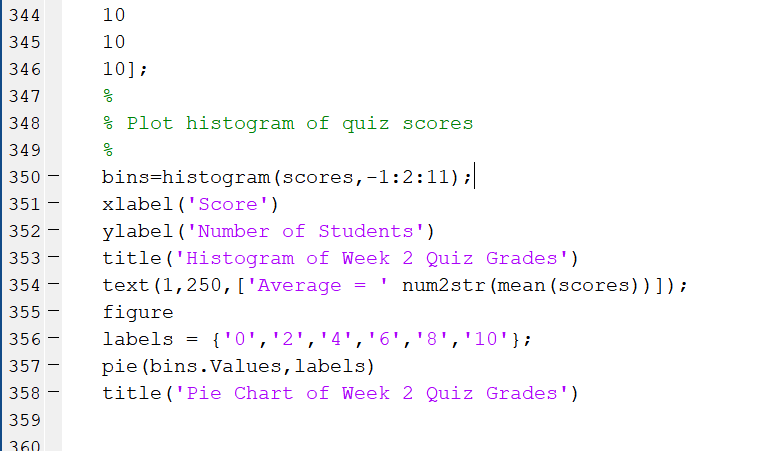 344 10
345 10
346 10];
347 %
348 % Plot histogram of quiz scores
349 %
350 − bins=histogram(scores,-1:2:11);
351 − xlabel('Score')
352 − ylabel('Number of Students')
353 − title('Histogram of Week 2 Quiz Grades')
354 − text(1,250,['Average = ' num2str(mean(scores))]);
355 − figure
356 − labels = {'0','2','4','6','8','10'};
357 − pie(bins.Values,labels)
358 − title('Pie Chart of Week 2 Quiz Grades')
359
360